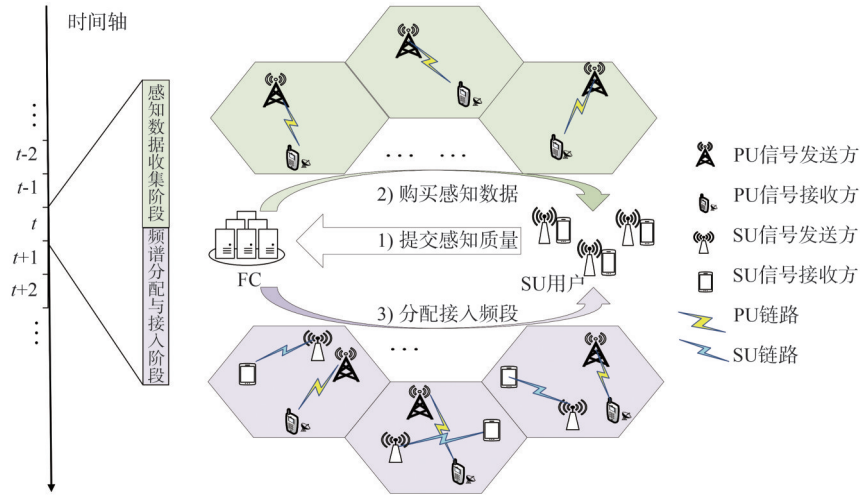 时间轴
⋮
t-2
t-1
t
t+1
t+2
⋮
感知数据收集阶段
频谱分配与接入阶段
… …
2) 购买感知数据
1) 提交感知质量
FC
SU用户
3) 分配接入频段
…
PU信号发送方
PU信号接收方
SU信号发送方
SU信号接收方
PU链路
SU链路